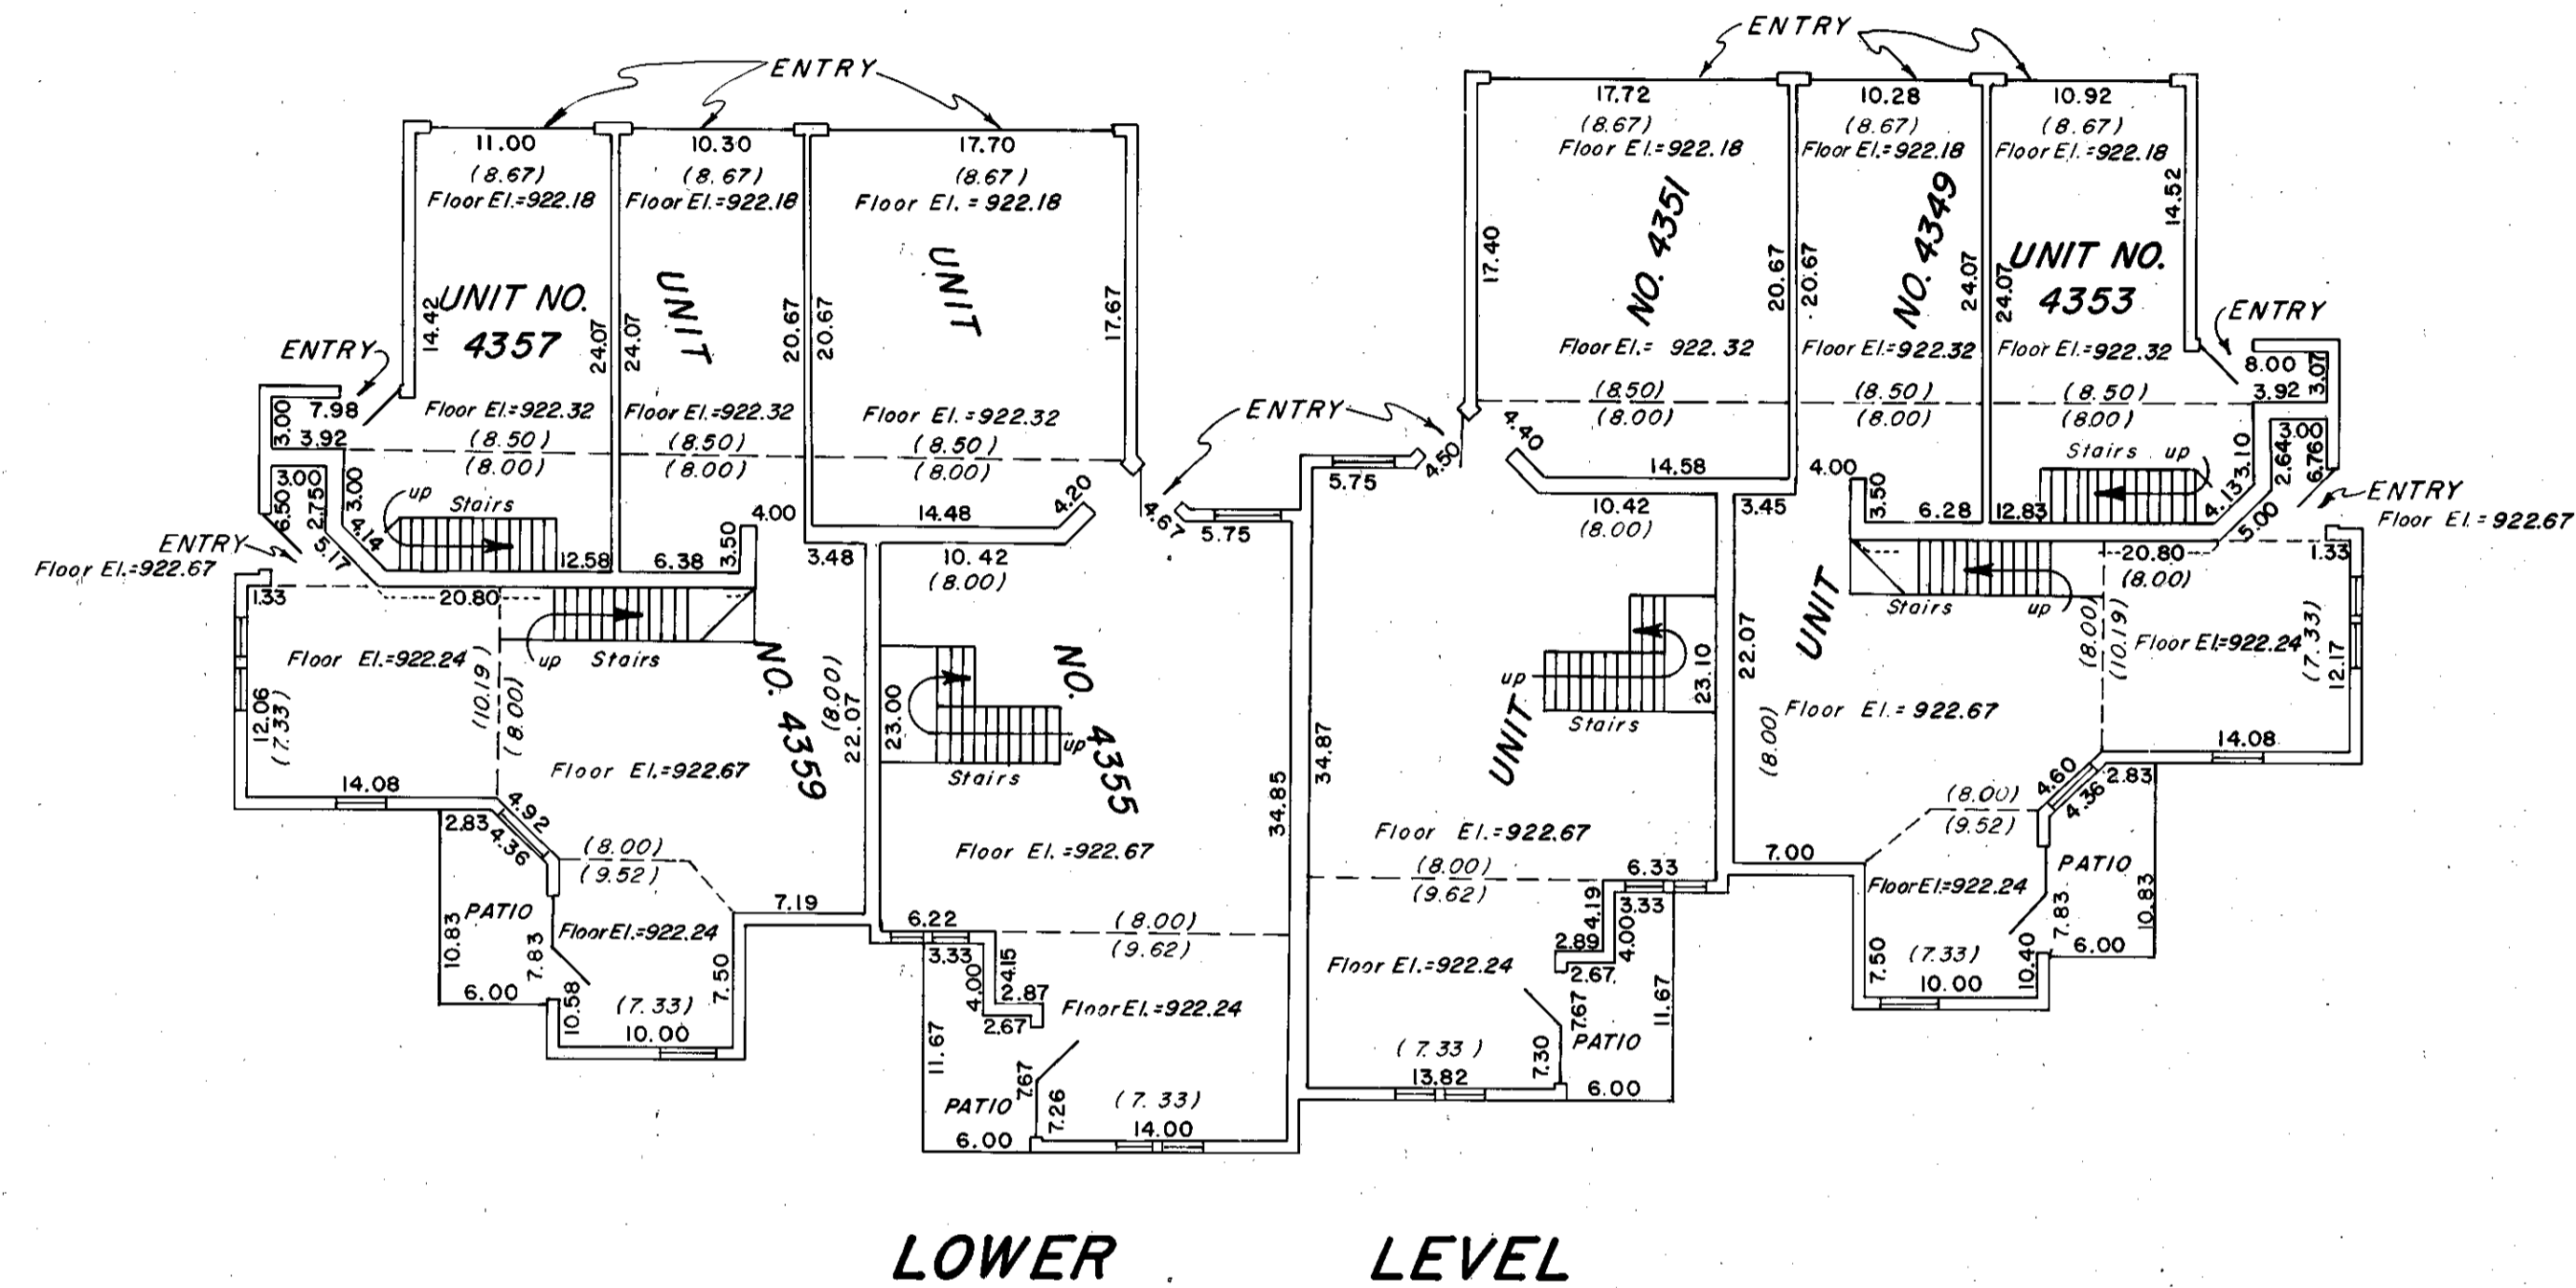 ENTRY
ENTRY
17.72
10.28
10.92
(8.67)
(8.67)
(8.67)
Floor El.=922.18
Floor El.=922.18
Floor El.=922.18
11.00
10.30
17.70
(8.67)
(8.67)
(8.67)
Floor El.=922.18
Floor El.=922.18
Floor El. = 922.18
14.52
17.40
NO. 4351
NO. 4349
20.67
20.67
24.07
24.07
UNIT NO.
4353
UNIT NO.
4357
UNIT
UNIT
14.42
24.07
24.07
20.67
20.67
17.67
ENTRY
ENTRY
Floor El.= 922.32
Floor El.=922.32
Floor El.=922.32
8.00
3.07
3.92
(8.50)
(8.00)
(8.50)
(8.00)
(8.50)
(8.00)
7.98
3.00
3.92
Floor El.=922.32
Floor El.=922.32
Floor El.=922.32
(8.50)
(8.00)
(8.50)
(8.00)
(8.50)
(8.00)
ENTRY
4.50
4.40
5.75
14.58
4.00
Stairs up
3.10
2.64
3.00
6.76
3.00
6.50
2.75
3.00
up
Stairs
4.14
5.17
12.58
6.38
3.50
4.00
14.48
4.20
4.67
5.75
10.42
(8.00)
3.45
3.50
6.28
12.83
4.13
5.00
ENTRY
Floor El.=922.67
ENTRY
Floor El.=922.67
1.33
20.80
3.48
10.42
(8.00)
20.80
(8.00)
1.33
Stairs
up
up
Stairs
UNIT
Floor El.=922.24
12.06
(7.33)
(10.19)
(8.00)
NO. 4359
(8.00)
22.07
23.00
NO. 4355
up
Stairs
up
Stairs
UNIT
23.10
22.07
(8.00)
(8.00)
(10.19)
Floor El.=922.24
(7.33)
12.17
Floor El.=922.67
Floor El. = 922.67
14.08
14.08
34.85
34.87
2.83
4.36
4.92
(8.00)
(9.52)
Floor El. =922.67
Floor El.=922.67
(8.00)
(9.62)
6.33
7.00
(8.00)
(9.52)
4.60
4.36
2.83
PATIO
10.83
7.83
6.00
Floor El.=922.24
10.58
(7.33)
10.00
7.50
7.19
6.22
3.33
4.00
4.15
2.87
2.67
(8.00)
(9.62)
Floor El.=922.24
11.67
7.67
7.26
PATIO
6.00
(7.33)
14.00
Floor El.=922.24
4.19
3.33
2.89
4.00
2.67
7.67
11.67
7.30
PATIO
(7.33)
13.82
6.00
Floor El=922.24
7.50
(7.33)
10.00
10.40
7.83
PATIO
10.83
6.00
LOWER LEVEL